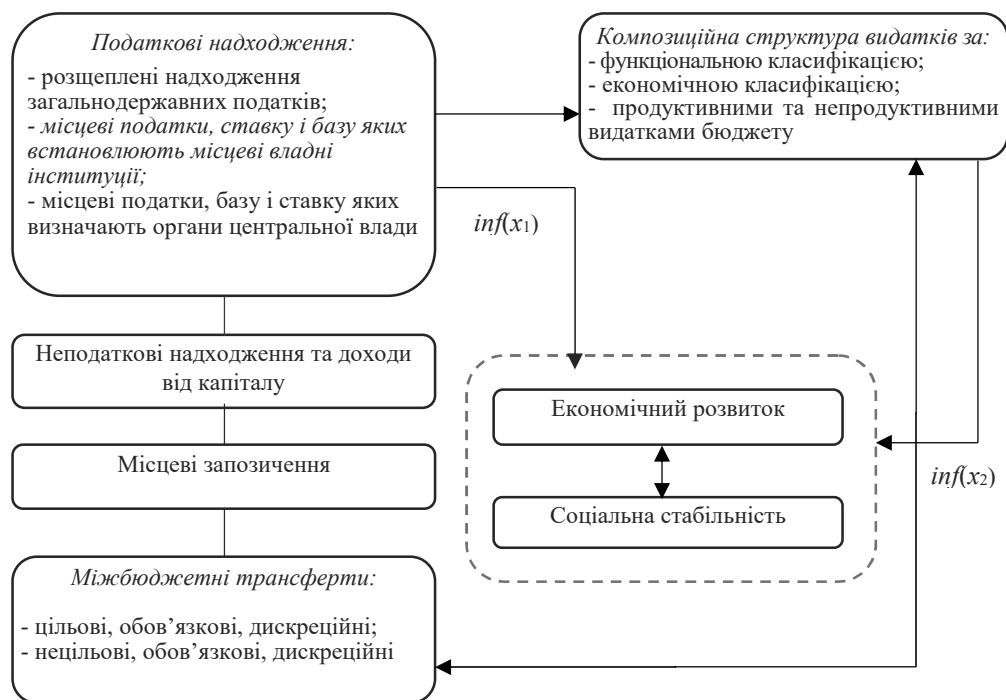 Податкові надходження:
- розщеплені надходження
загальнодержавних податків;
- місцеві податки, ставку і базу яких
встановлюють місцеві владні
інституції;
- місцеві податки, базу і ставку яких
визначають органи центральної влади
Композиційна структура видатків за:
- функціональною класифікацією;
- економічною класифікацією;
- продуктивними та непродуктивними
видатками бюджету
inf(x1)
Неподаткові надходження та доходи
від капіталу
Економічний розвиток
Місцеві запозичення
inf(x2)
Соціальна стабільність
Міжбюджетні трансферти:
- цільові, обов’язкові, дискреційні;
- нецільові, обов’язкові, дискреційні